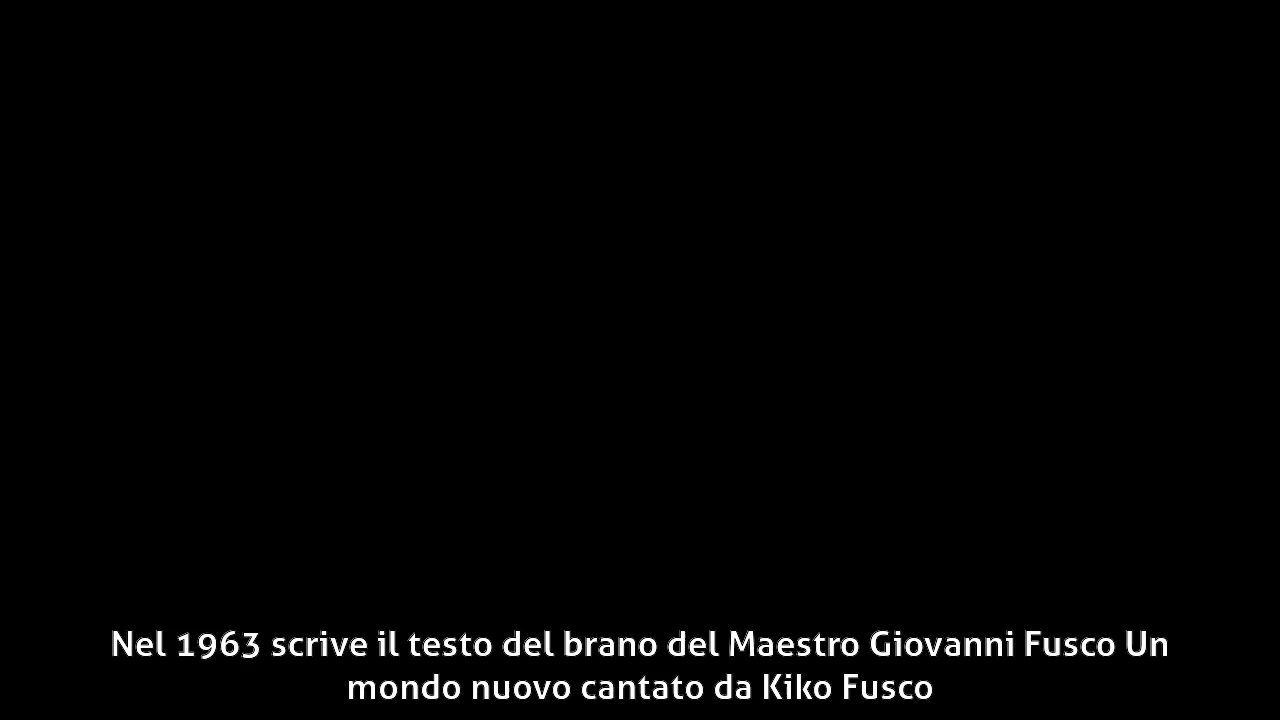 Nel 1963 scrive il testo del brano del Maestro Giovanni Fusco Un
mondo nuovo cantato da Kiko Fusco